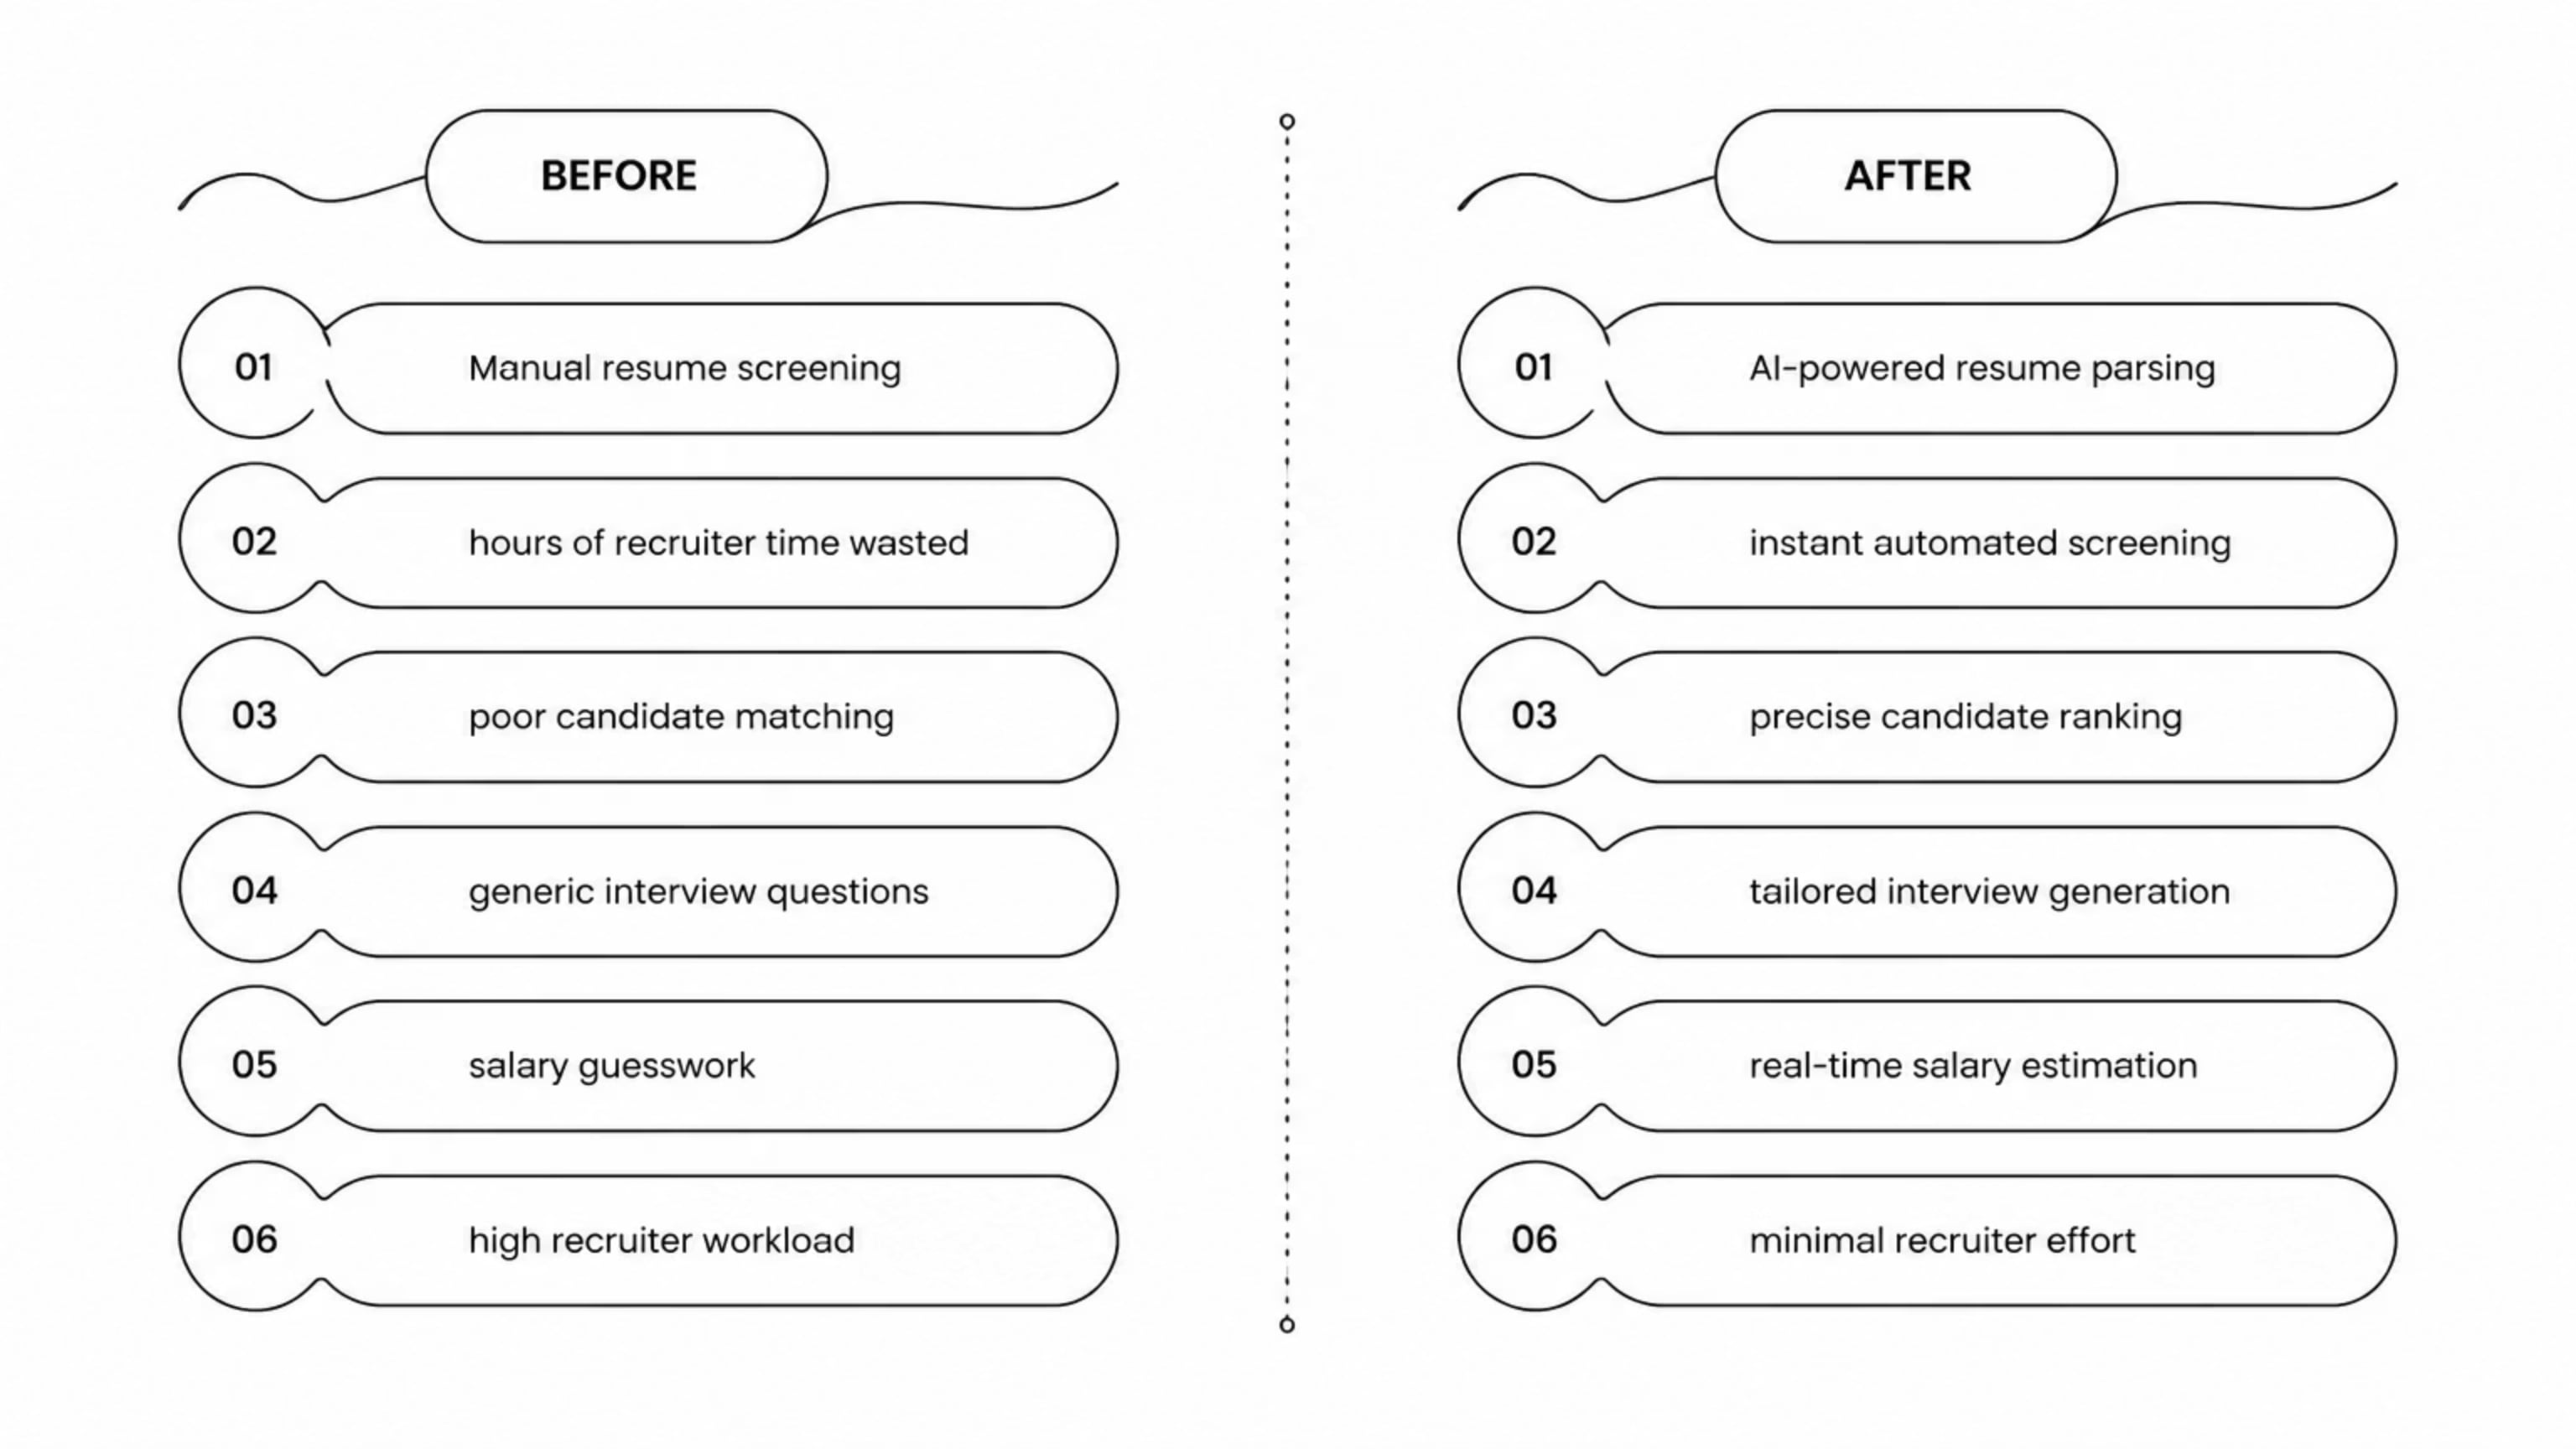 BEFORE
01
Manual resume screening
02
hours of recruiter time wasted
03
poor candidate matching
04
generic interview questions
05
salary guesswork
06
high recruiter workload
AFTER
01
AI-powered resume parsing
02
instant automated screening
03
precise candidate ranking
04
tailored interview generation
05
real-time salary estimation
06
minimal recruiter effort